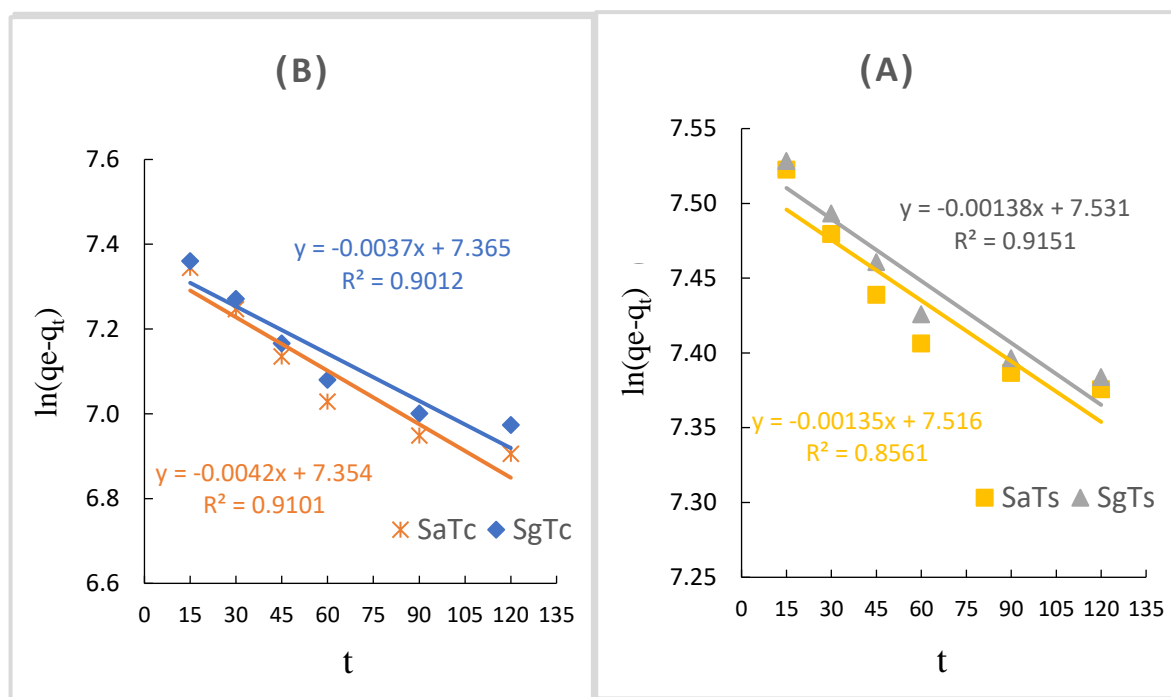 (B)
7.6
7.4
7.2
7.0
6.8
6.6
ln(qe-qt)
y = -0.0037x + 7.365
R² = 0.9012
y = -0.0042x + 7.354
R² = 0.9101
SaTc SgTc
0 15 30 45 60 75 90 105 120 135
t
(A)
7.55
7.50
7.45
7.40
7.35
7.30
7.25
ln(qe-qt)
y = -0.00138x + 7.531
R² = 0.9151
y = -0.00135x + 7.516
R² = 0.8561
SaTs SgTs
0 15 30 45 60 75 90 105 120 135
t